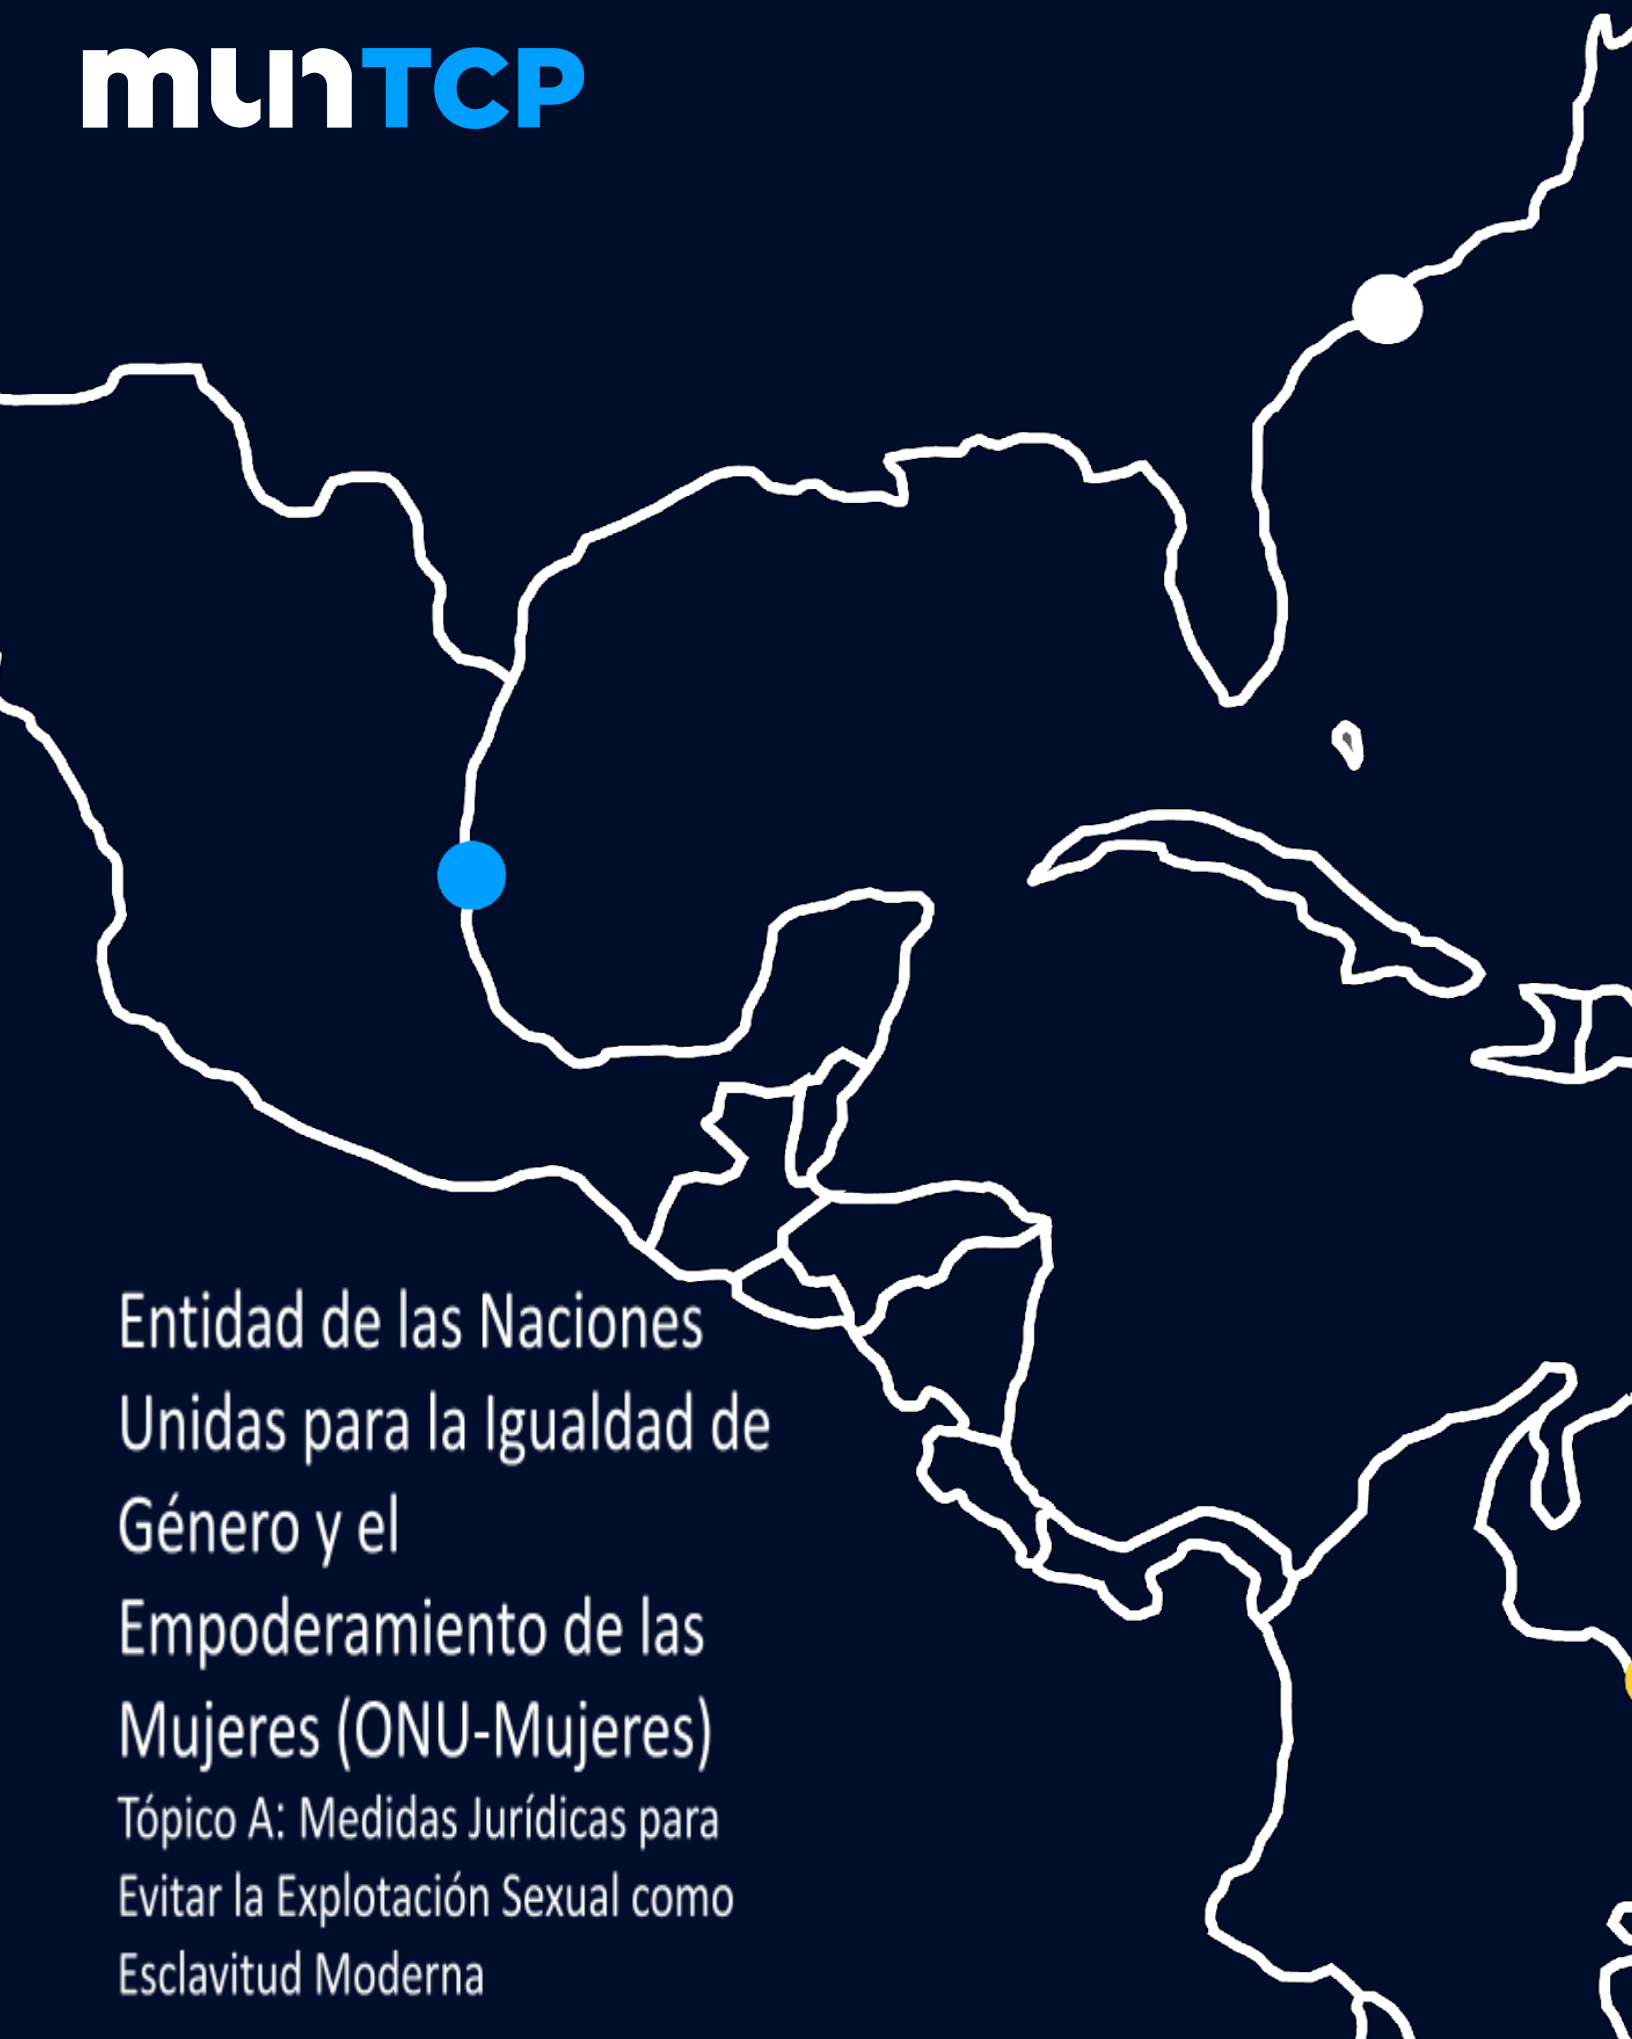 munTCP
Entidad de las Naciones
Unidas para la Igualdad de
Género y el
Empoderamiento de las
Mujeres (ONU-Mujeres)
Tópico A: Medidas Jurídicas para
Evitar la Explotación Sexual como
Esclavitud Moderna